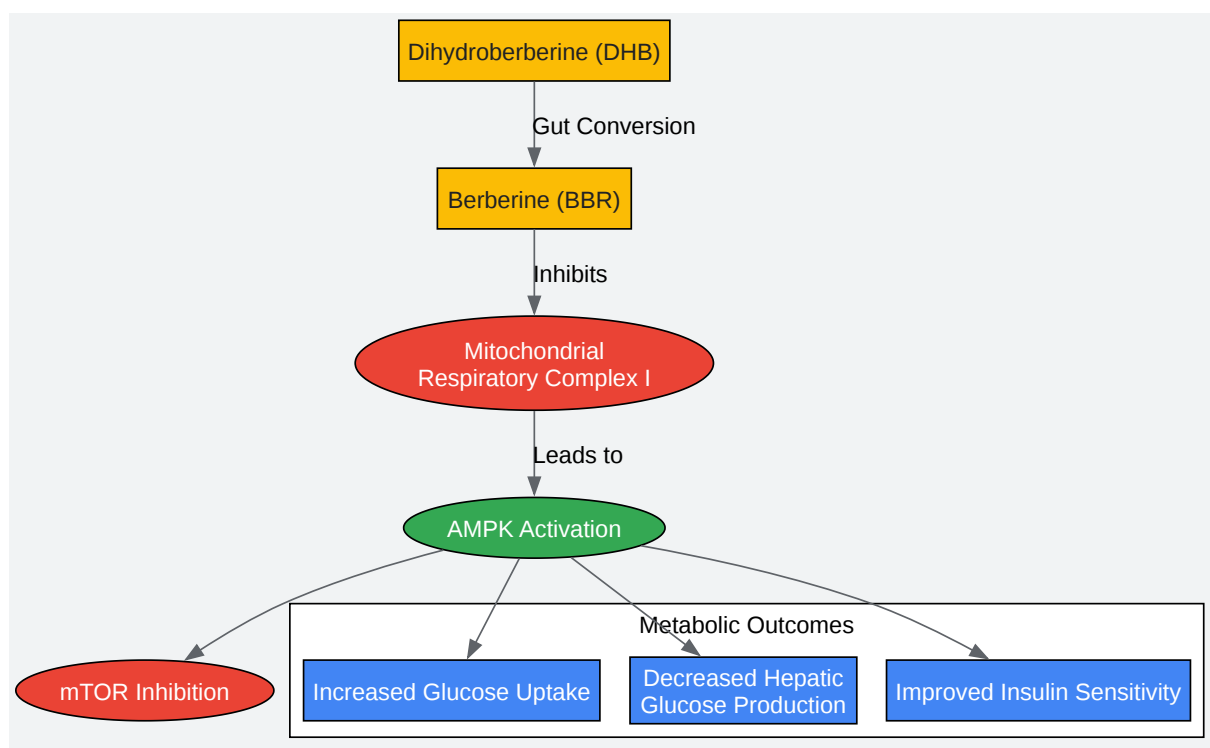 Dihydroberberine (DHB)
Gut Conversion
Berberine (BBR)
Inhibits
Mitochondrial
Respiratory Complex I
Leads to
AMPK Activation
Metabolic Outcomes
mTOR Inhibition
Increased Glucose Uptake
Decreased Hepatic
Glucose Production
Improved Insulin Sensitivity